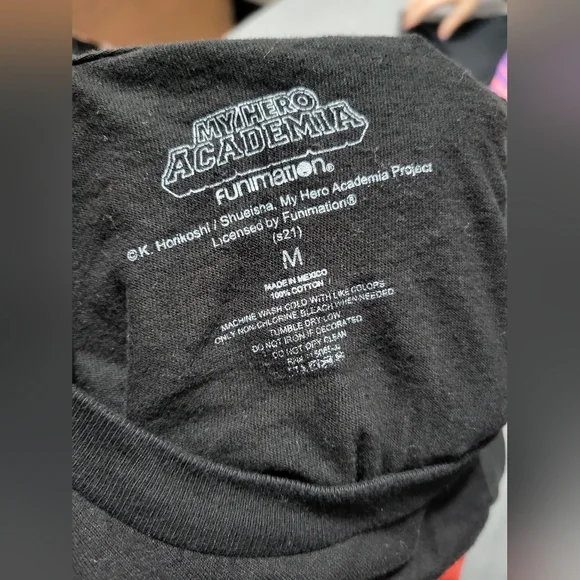 MY HERO
ACADEMIA
FUNIMATION®
©K. Horikoshi / Shueisha, My Hero Academia Project
Licensed by Funimation®
(s21)
M
MADE IN MEXICO
100% COTTON
MACHINE WASH COLD WITH LIKE COLORS
ONLY NON-CHLORINE BLEACH WHEN NEEDED
TUMBLE DRY LOW
DO NOT IRON IF DECORATED
DO NOT DRY CLEAN